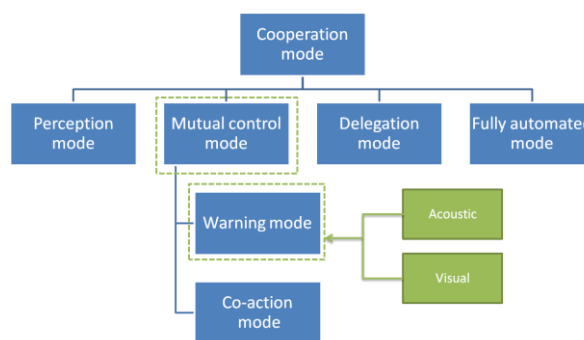 Cooperation
mode
Perception
mode
Mutual control
mode
Delegation
mode
Fully automated
mode
Warning mode
Acoustic
Visual
Co-action
mode